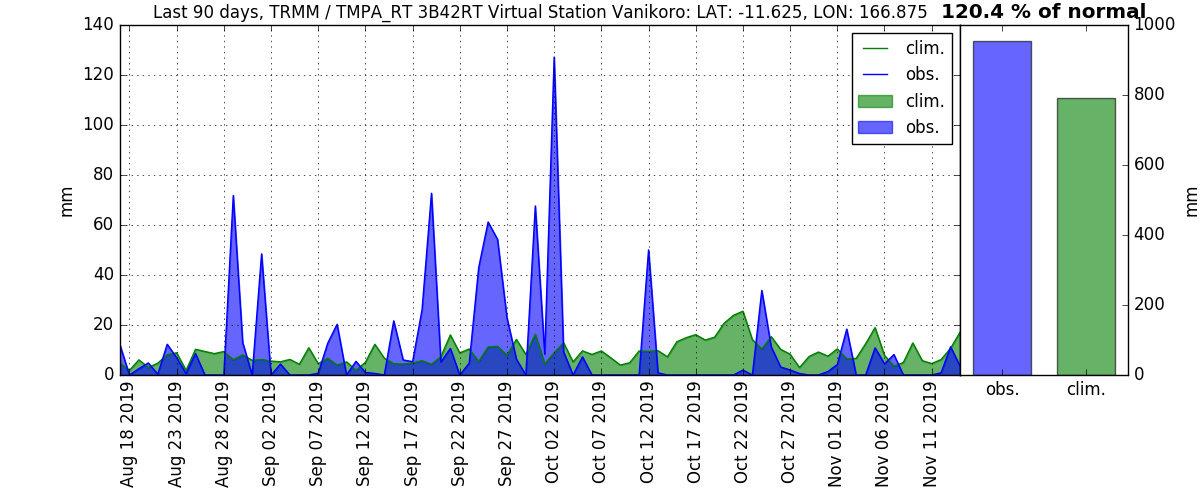 Last 90 days, TRMM / TMPA_RT 3B42RT Virtual Station Vanikoro: LAT: -11.625, LON: 166.875 120.4 % of normal
140
120
100
80
60
40
20
0
mm
clim.
obs.
clim.
obs.
Aug 18 2019
Aug 23 2019
Aug 28 2019
Sep 02 2019
Sep 07 2019
Sep 12 2019
Sep 17 2019
Sep 22 2019
Sep 27 2019
Oct 02 2019
Oct 07 2019
Oct 12 2019
Oct 17 2019
Oct 22 2019
Oct 27 2019
Nov 01 2019
Nov 06 2019
Nov 11 2019
1000
800
600
400
200
0
mm
obs.
clim.